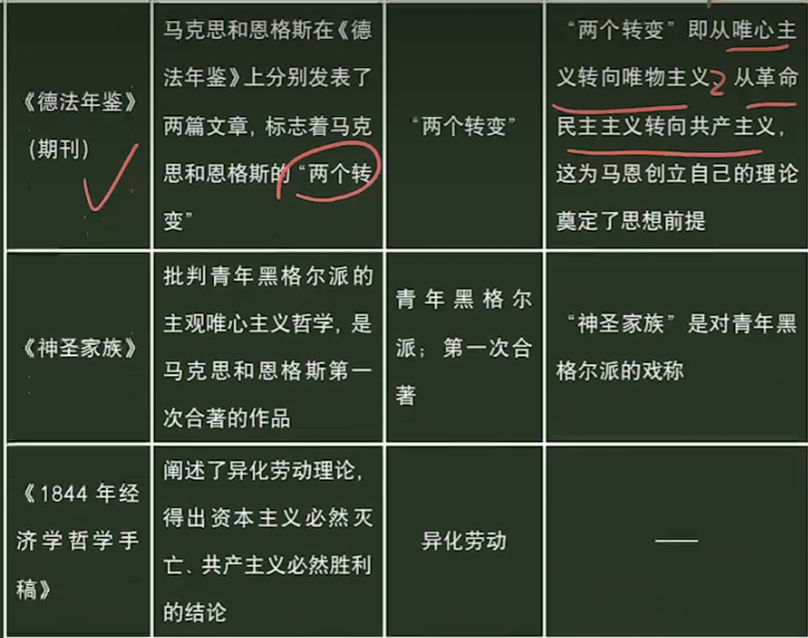 《德法年鉴》
（期刊）
马克思和恩格斯在《德
法年鉴》上分别发表了
两篇文章，标志着马克
思和恩格斯的“两个转
变”
“两个转变”
“两个转变”即从唯心主
义转向唯物主义，从革命
民主主义转向共产主义，
这为马恩创立自己的理论
奠定了思想前提
《神圣家族》
批判青年黑格尔派的
主观唯心主义哲学，是
马克思和恩格斯第一
次合著的作品
青年黑格尔
派；第一次合
著
“神圣家族”是对青年黑
格尔派的戏称
《1844 年经
济学哲学手
稿》
阐述了异化劳动理论，
得出资本主义必然灭
亡、共产主义必然胜利
的结论
异化劳动
——